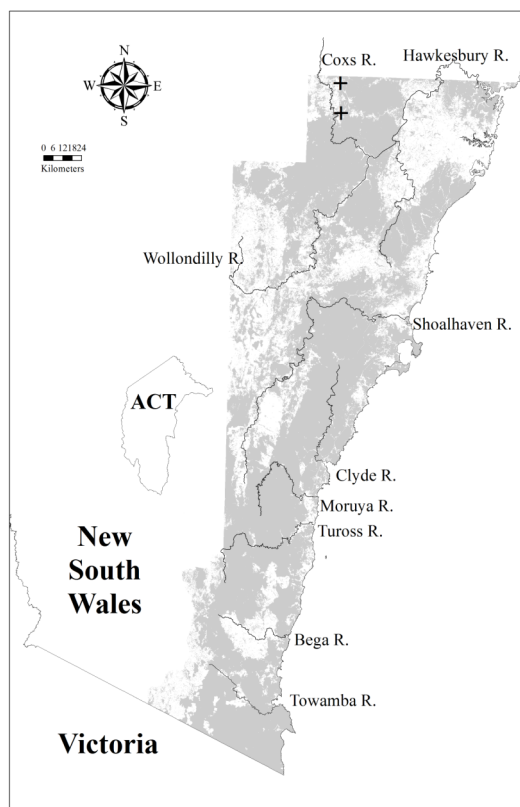 N
Coxs R.
Hawkesbury R.
W
E
S
0 6 121824
Kilometers
Wollondilly R.
Shoalhaven R.
ACT
Clyde R.
Moruya R.
New
South
Wales
Tuross R.
Bega R.
Towamba R.
Victoria